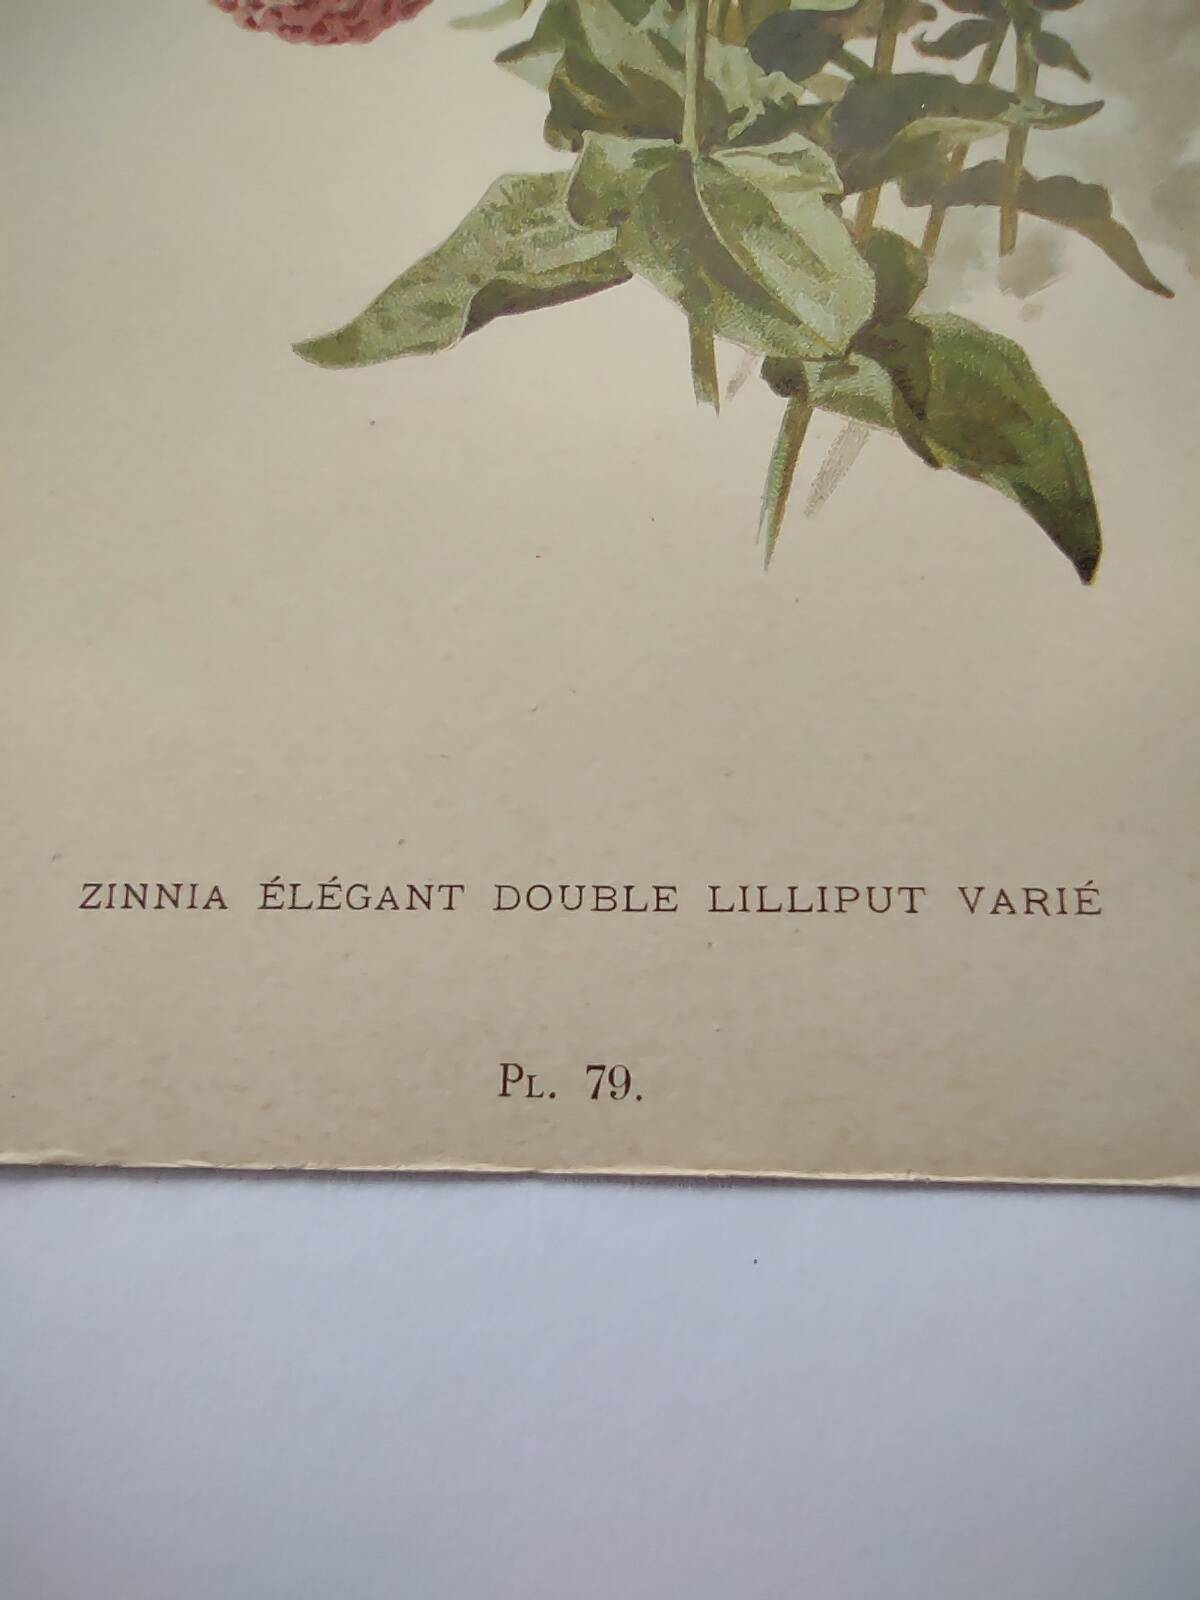 ZINNIA ÉLÉGANT DOUBLE LILLIPUT VARIÉ
PL. 79.